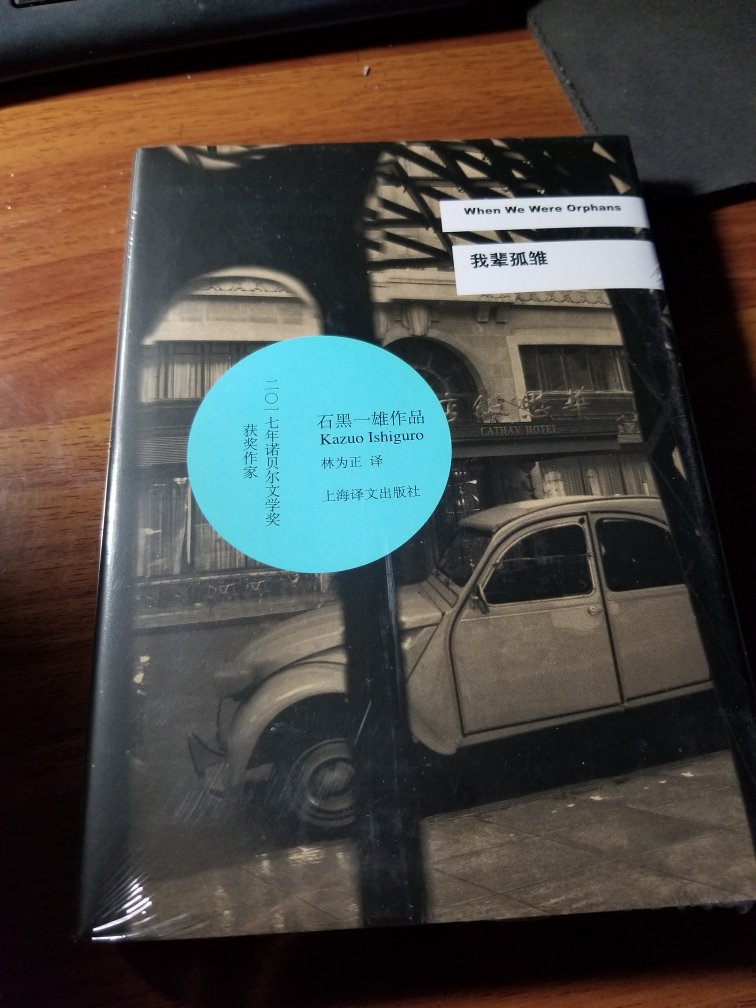 When We Were Orphans
我辈孤雏
石黑一雄作品
Kazuo Ishiguro
林为正 译
上海译文出版社
二〇一七年诺贝尔文学奖
获奖作家
CATHAY HOTEL